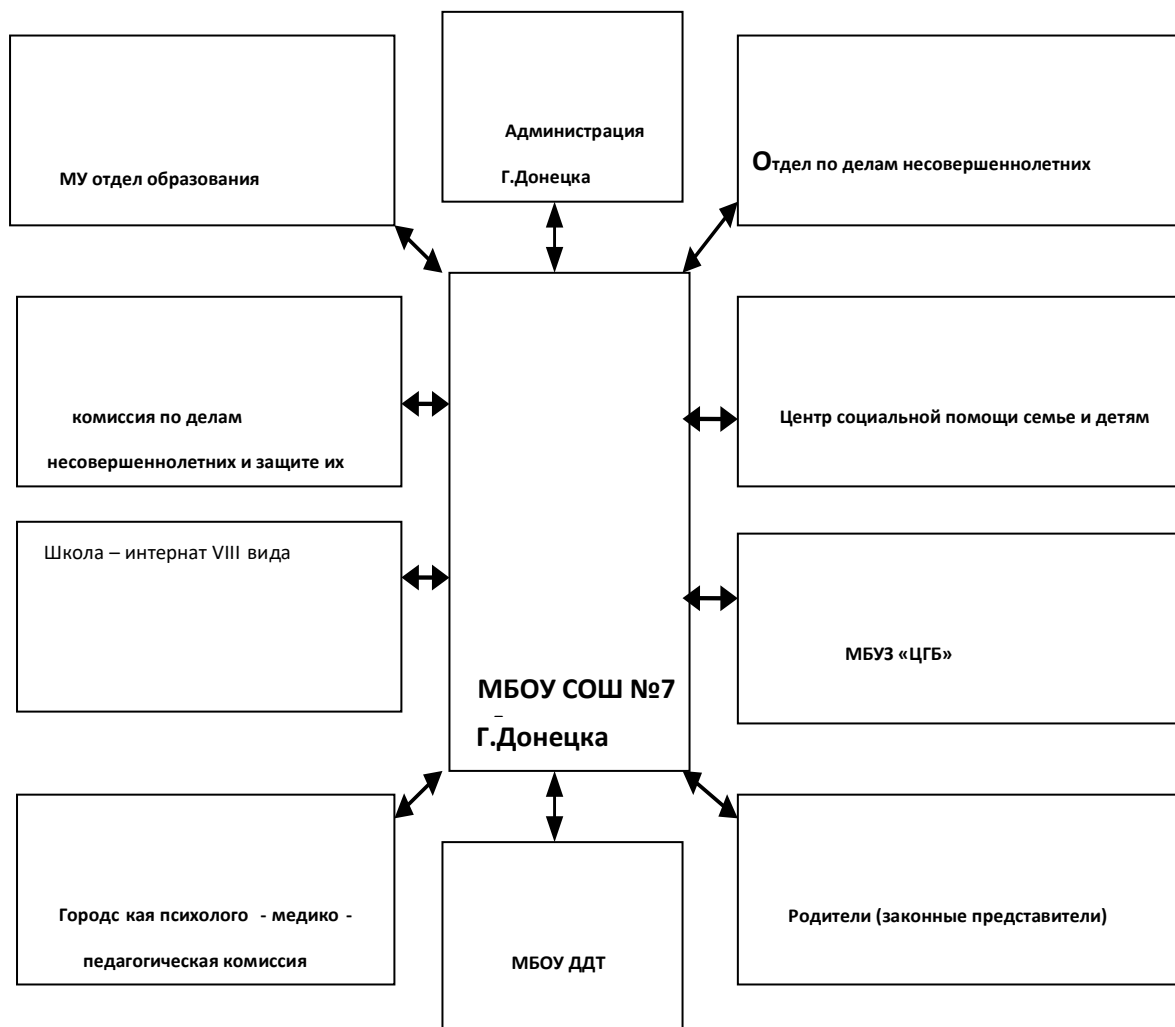 Администрация
Г.Донецка
МУ отдел образования
Отдел по делам несовершеннолетних
комиссия по делам
несовершеннолетних и защите их
Центр социальной помощи семье и детям
Школа – интернат VIII вида
МБУЗ «ЦГБ»
МБОУ СОШ №7
Г.Донецка
Городс кая психолого - медико -
педагогическая комиссия
МБОУ ДДТ
Родители (законные представители)